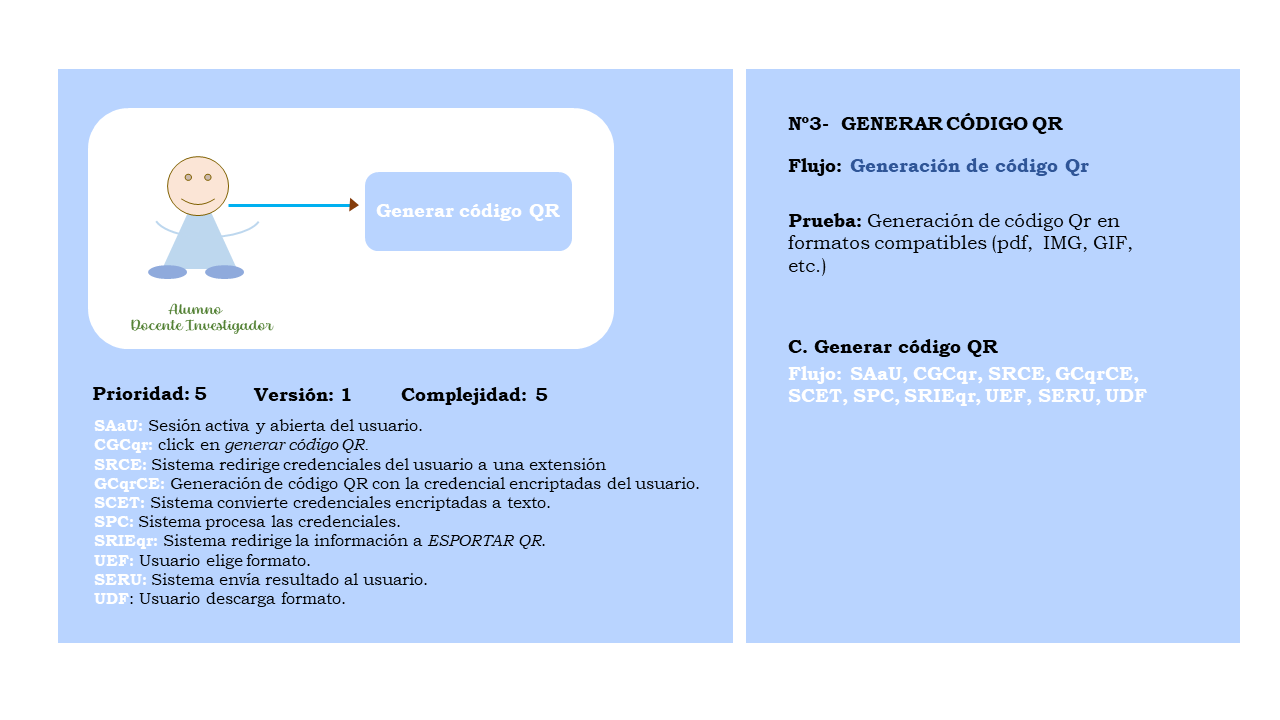 Generar código QR
Alumno
Docente Investigador
Prioridad: 5 Versión: 1 Complejidad: 5
SAaU: Sesión activa y abierta del usuario.
CGCqr: click en generar código QR.
SRCE: Sistema redirige credenciales del usuario a una extensión
GCqrCE: Generación de código QR con la credencial encriptadas del usuario.
SCET: Sistema convierte credenciales encriptadas a texto.
SPC: Sistema procesa las credenciales.
SRIEqr: Sistema redirige la información a ESPORTAR QR.
UEF: Usuario elige formato.
SERU: Sistema envía resultado al usuario.
UDF: Usuario descarga formato.
Nº3- GENERAR CÓDIGO QR
Flujo: Generación de código Qr
Prueba: Generación de código Qr en
formatos compatibles (pdf, IMG, GIF,
etc.)
C. Generar código QR
Flujo: SAaU, CGCqr, SRCE, GCqrCE,
SCET, SPC, SRIEqr, UEF, SERU, UDF